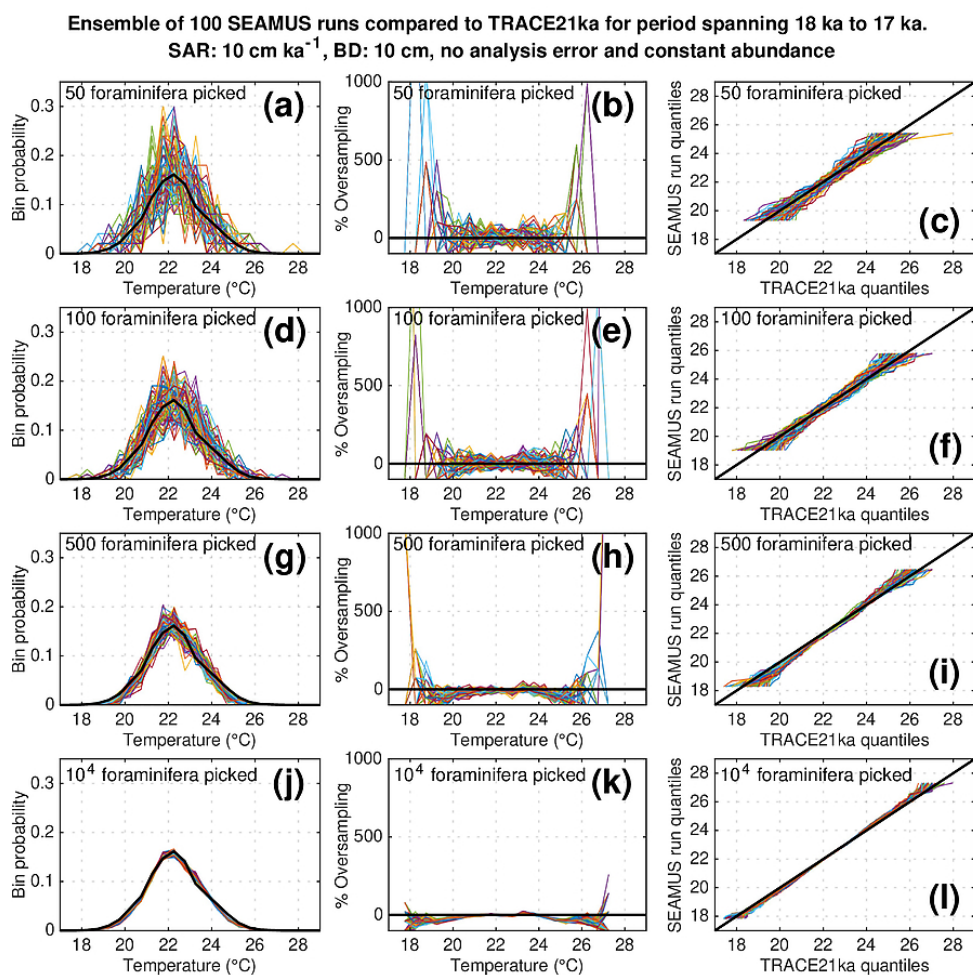 Ensemble of 100 SEAMUS runs compared to TRACE21ka for period spanning 18 ka to 17 ka.
SAR: 10 cm ka⁻¹, BD: 10 cm, no analysis error and constant abundance
50 foraminifera picked
(a)
Bin probability
0.3
0.2
0.1
0
18 20 22 24 26 28
Temperature (°C)
50 foraminifera picked
(b)
% Oversampling
1000
500
0
18 20 22 24 26 28
Temperature (°C)
50 foraminifera picked
(c)
SEAMUS run quantiles
28
26
24
22
20
18
18 20 22 24 26 28
TRACE21ka quantiles
100 foraminifera picked
(d)
Bin probability
0.3
0.2
0.1
0
18 20 22 24 26 28
Temperature (°C)
100 foraminifera picked
(e)
% Oversampling
1000
500
0
18 20 22 24 26 28
Temperature (°C)
100 foraminifera picked
(f)
SEAMUS run quantiles
28
26
24
22
20
18
18 20 22 24 26 28
TRACE21ka quantiles
500 foraminifera picked
(g)
Bin probability
0.3
0.2
0.1
0
18 20 22 24 26 28
Temperature (°C)
500 foraminifera picked
(h)
% Oversampling
1000
500
0
18 20 22 24 26 28
Temperature (°C)
500 foraminifera picked
(i)
SEAMUS run quantiles
28
26
24
22
20
18
18 20 22 24 26 28
TRACE21ka quantiles
10⁴ foraminifera picked
(j)
Bin probability
0.3
0.2
0.1
0
18 20 22 24 26 28
Temperature (°C)
10⁴ foraminifera picked
(k)
% Oversampling
1000
500
0
18 20 22 24 26 28
Temperature (°C)
10⁴ foraminifera picked
(l)
SEAMUS run quantiles
28
26
24
22
20
18
18 20 22 24 26 28
TRACE21ka quantiles